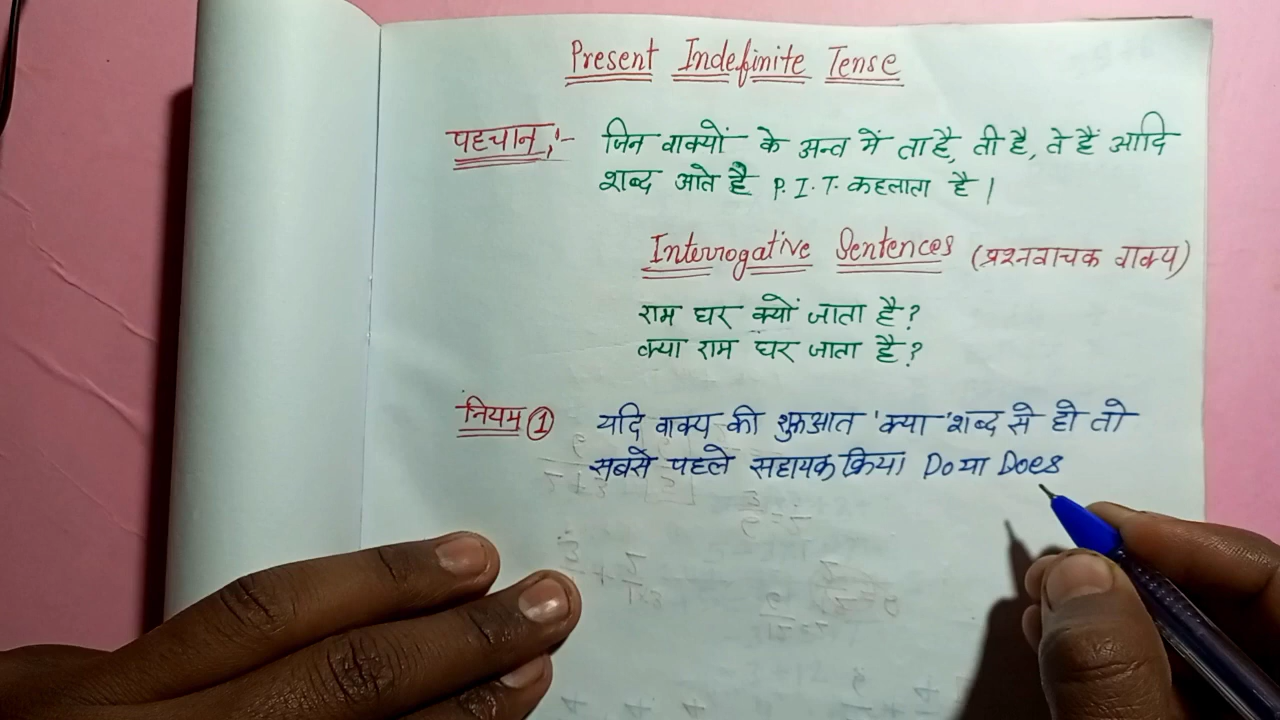 Present Indefinite Tense
पहचान :- जिन वाक्यों के अन्त में ता है, ती है, ते हैं आदि
शब्द आते है P.I.T. कहलाता है।
Interrogative Sentences (प्रश्नवाचक वाक्य)
राम घर क्यों जाता है?
क्या राम घर जाता है?
नियम ① यदि वाक्य की शुरूआत 'क्या' शब्द से हो तो
सबसे पहले सहायक क्रिया Do या Does